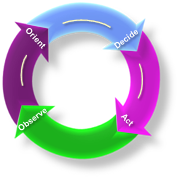 Observe
Orient
Decide
Act